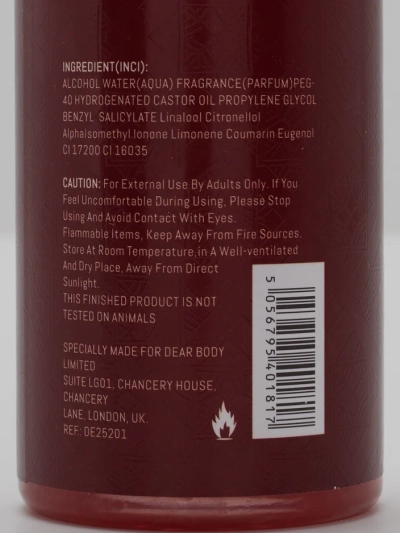 INGREDIENT(INCI):
ALCOHOL WATER(AQUA) FRAGRANCE(PARFUM)PEG-
40 HYDROGENATED CASTOR OIL PROPYLENE GLYCOL
BENZYL SALICYLATE Linalool Citronellol
Alphalsomethyl.Ionone Limonene Coumarin Eugenol
CI 17200 CI 16035
CAUTION: For External Use By Adults Only. If You
Feel Uncomfortable During Using, Please Stop
Using And Avoid Contact With Eyes.
Flammable Items, Keep Away From Fire Sources.
Store At Room Temperature,in A Well-ventilated
And Dry Place, Away From Direct
Sunlight.
THIS FINISHED PRODUCT IS NOT
TESTED ON ANIMALS
SPECIALLY MADE FOR DEAR BODY
LIMITED
SUITE LG01, CHANCERY HOUSE,
CHANCERY
LANE, LONDON, UK.
REF: DE25201
5 056795 401817